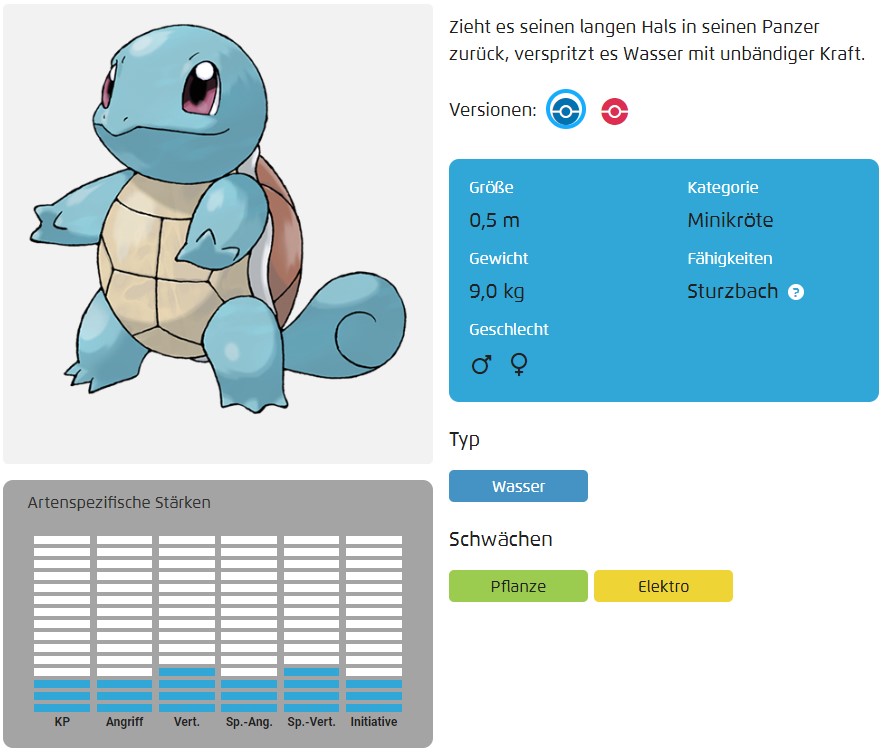 Zieht es seinen langen Hals in seinen Panzer
zurück, verspritzt es Wasser mit unbändiger Kraft.
Versionen:
Größe
0,5 m
Kategorie
Minikröte
Gewicht
9,0 kg
Fähigkeiten
Sturzbach ?
Geschlecht
♂ ♀
Typ
Wasser
Schwächen
Pflanze
Elektro
Artenspezifische Stärken
KP Angriff Vert. Sp.-Ang. Sp.-Vert. Initiative